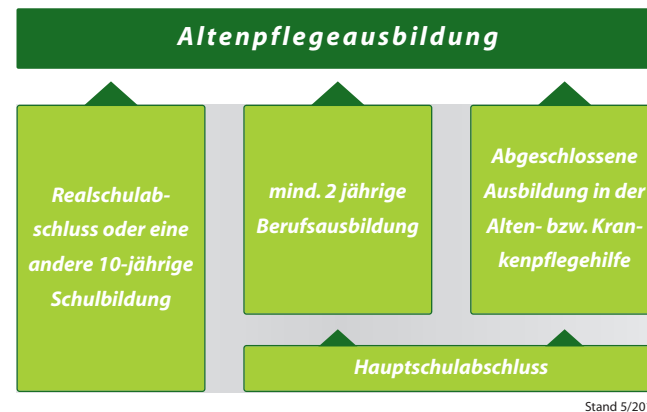 Altenpflegeausbildung
Realschulab-
schluss oder eine
andere 10-jährige
Schulbildung
mind. 2 jährige
Berufsausbildung
Abgeschlossene
Ausbildung in der
Alten- bzw. Kran-
kenpflegehilfe
Hauptschulabschluss
Stand 5/20